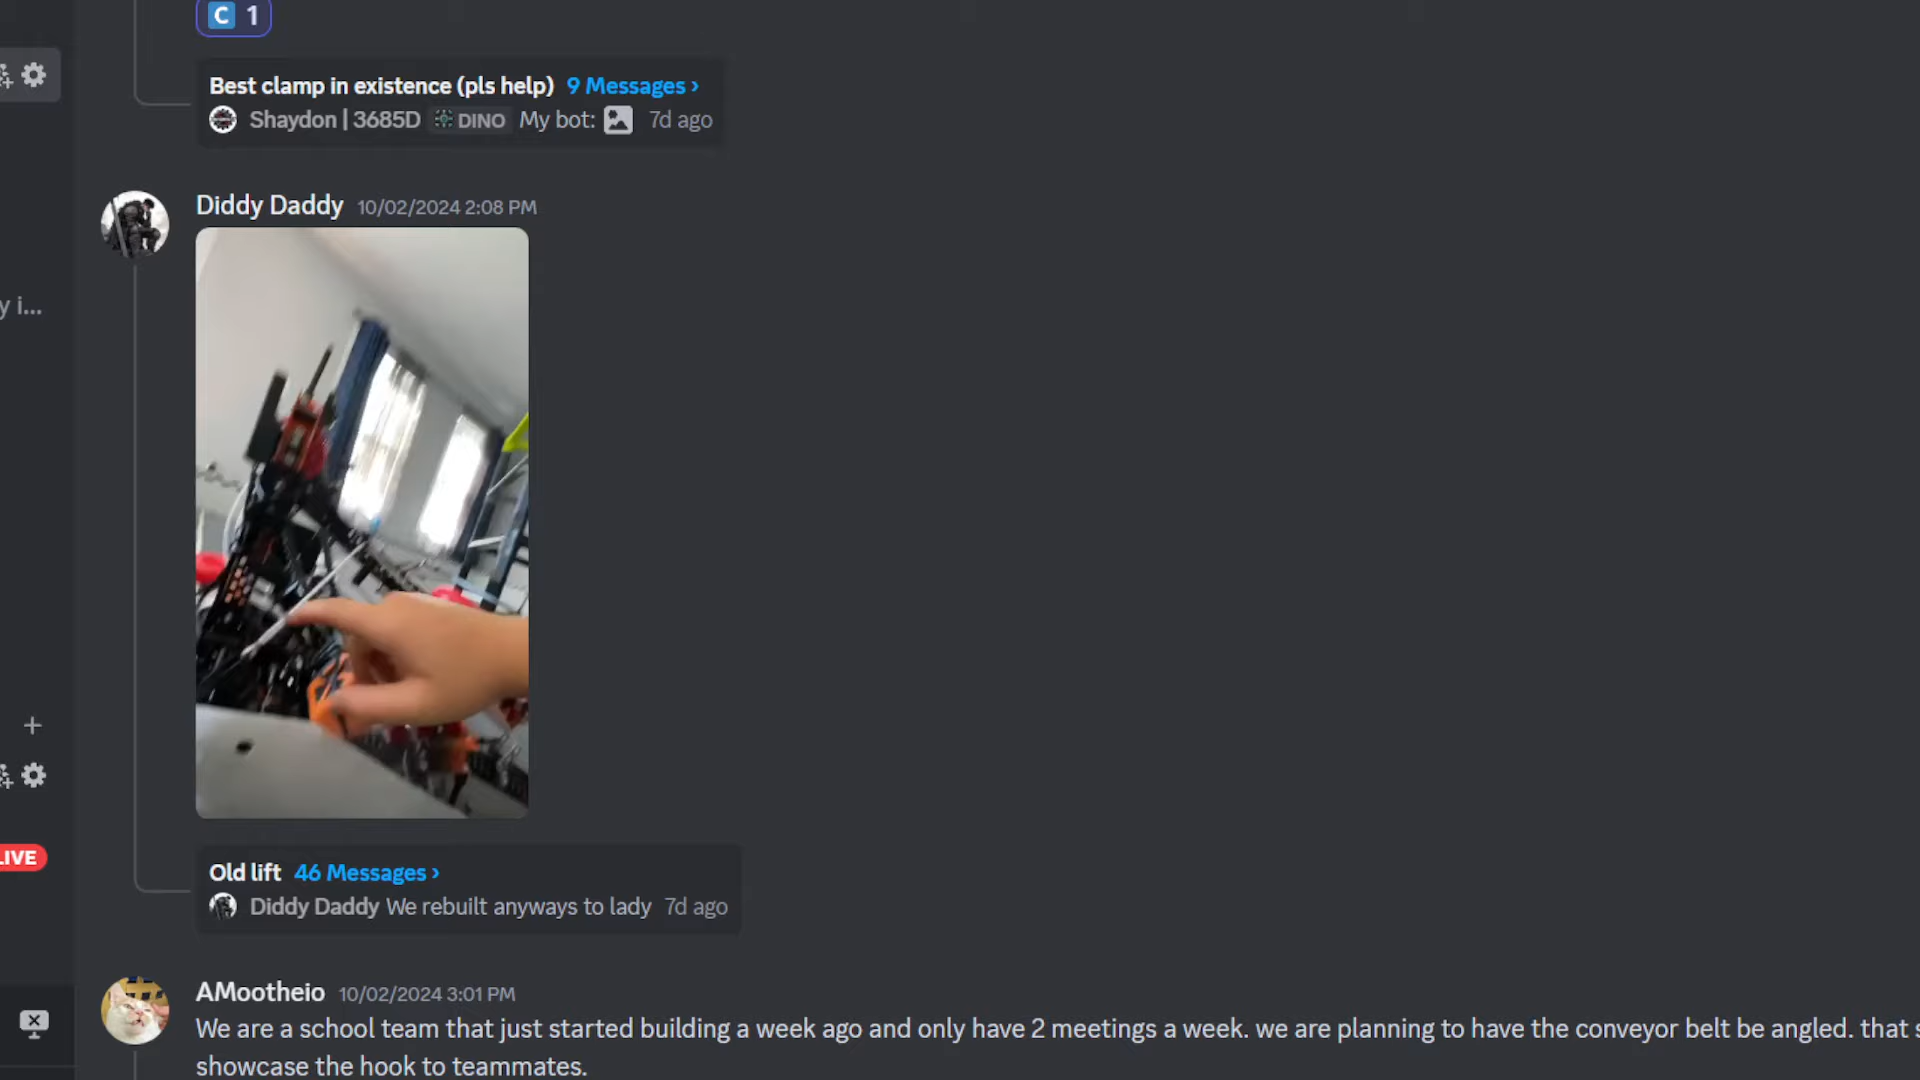 C 1
Best clamp in existence (pls help) 9 Messages ›
Shaydon | 3685D DINO My bot: 7d ago
Diddy Daddy 10/02/2024 2:08 PM
y i...
LIVE
Old lift 46 Messages ›
Diddy Daddy We rebuilt anyways to lady 7d ago
AMootheio 10/02/2024 3:01 PM
We are a school team that just started building a week ago and only have 2 meetings a week. we are planning to have the conveyor belt be angled. that s
showcase the hook to teammates.